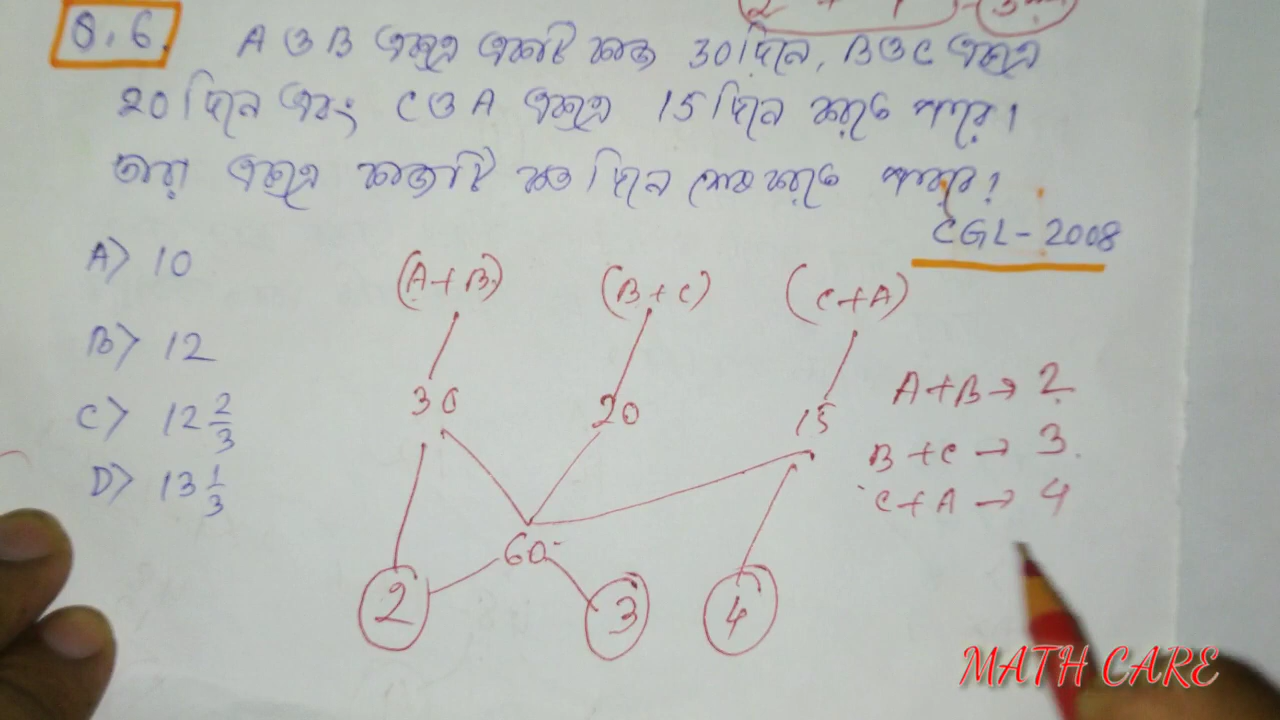 Q.6. A ও B একত্রে একটি কাজ 30 দিনে, B ও C একত্রে
20 দিনে এবং C ও A একত্রে 15 দিনে করতে পারে।
তারা একত্রে কাজটি কত দিনে শেষ করতে পারবে?
CGL-2008
A> 10
B> 12
C> 12 2/3
D> 13 1/3
(A+B) (B+C) (C+A)
30 20 15
60
2 3 4
A+B → 2
B+C → 3
C+A → 4
MATH CARE